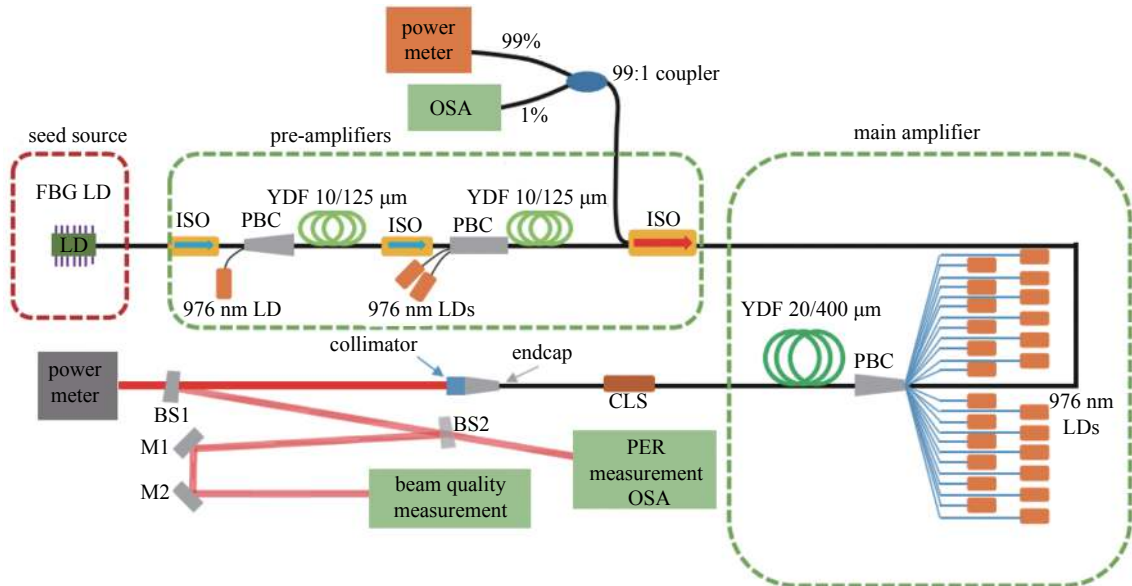 power
meter
99%
99:1 coupler
OSA
1%
seed source
pre-amplifiers
main amplifier
FBG LD
YDF 10/125 μm
YDF 10/125 μm
ISO
PBC
ISO
PBC
ISO
LD
976 nm LD
976 nm LDs
YDF 20/400 μm
collimator
endcap
PBC
power
meter
CLS
976 nm
LDs
BS1
BS2
M1
PER
measurement
OSA
M2
beam quality
measurement